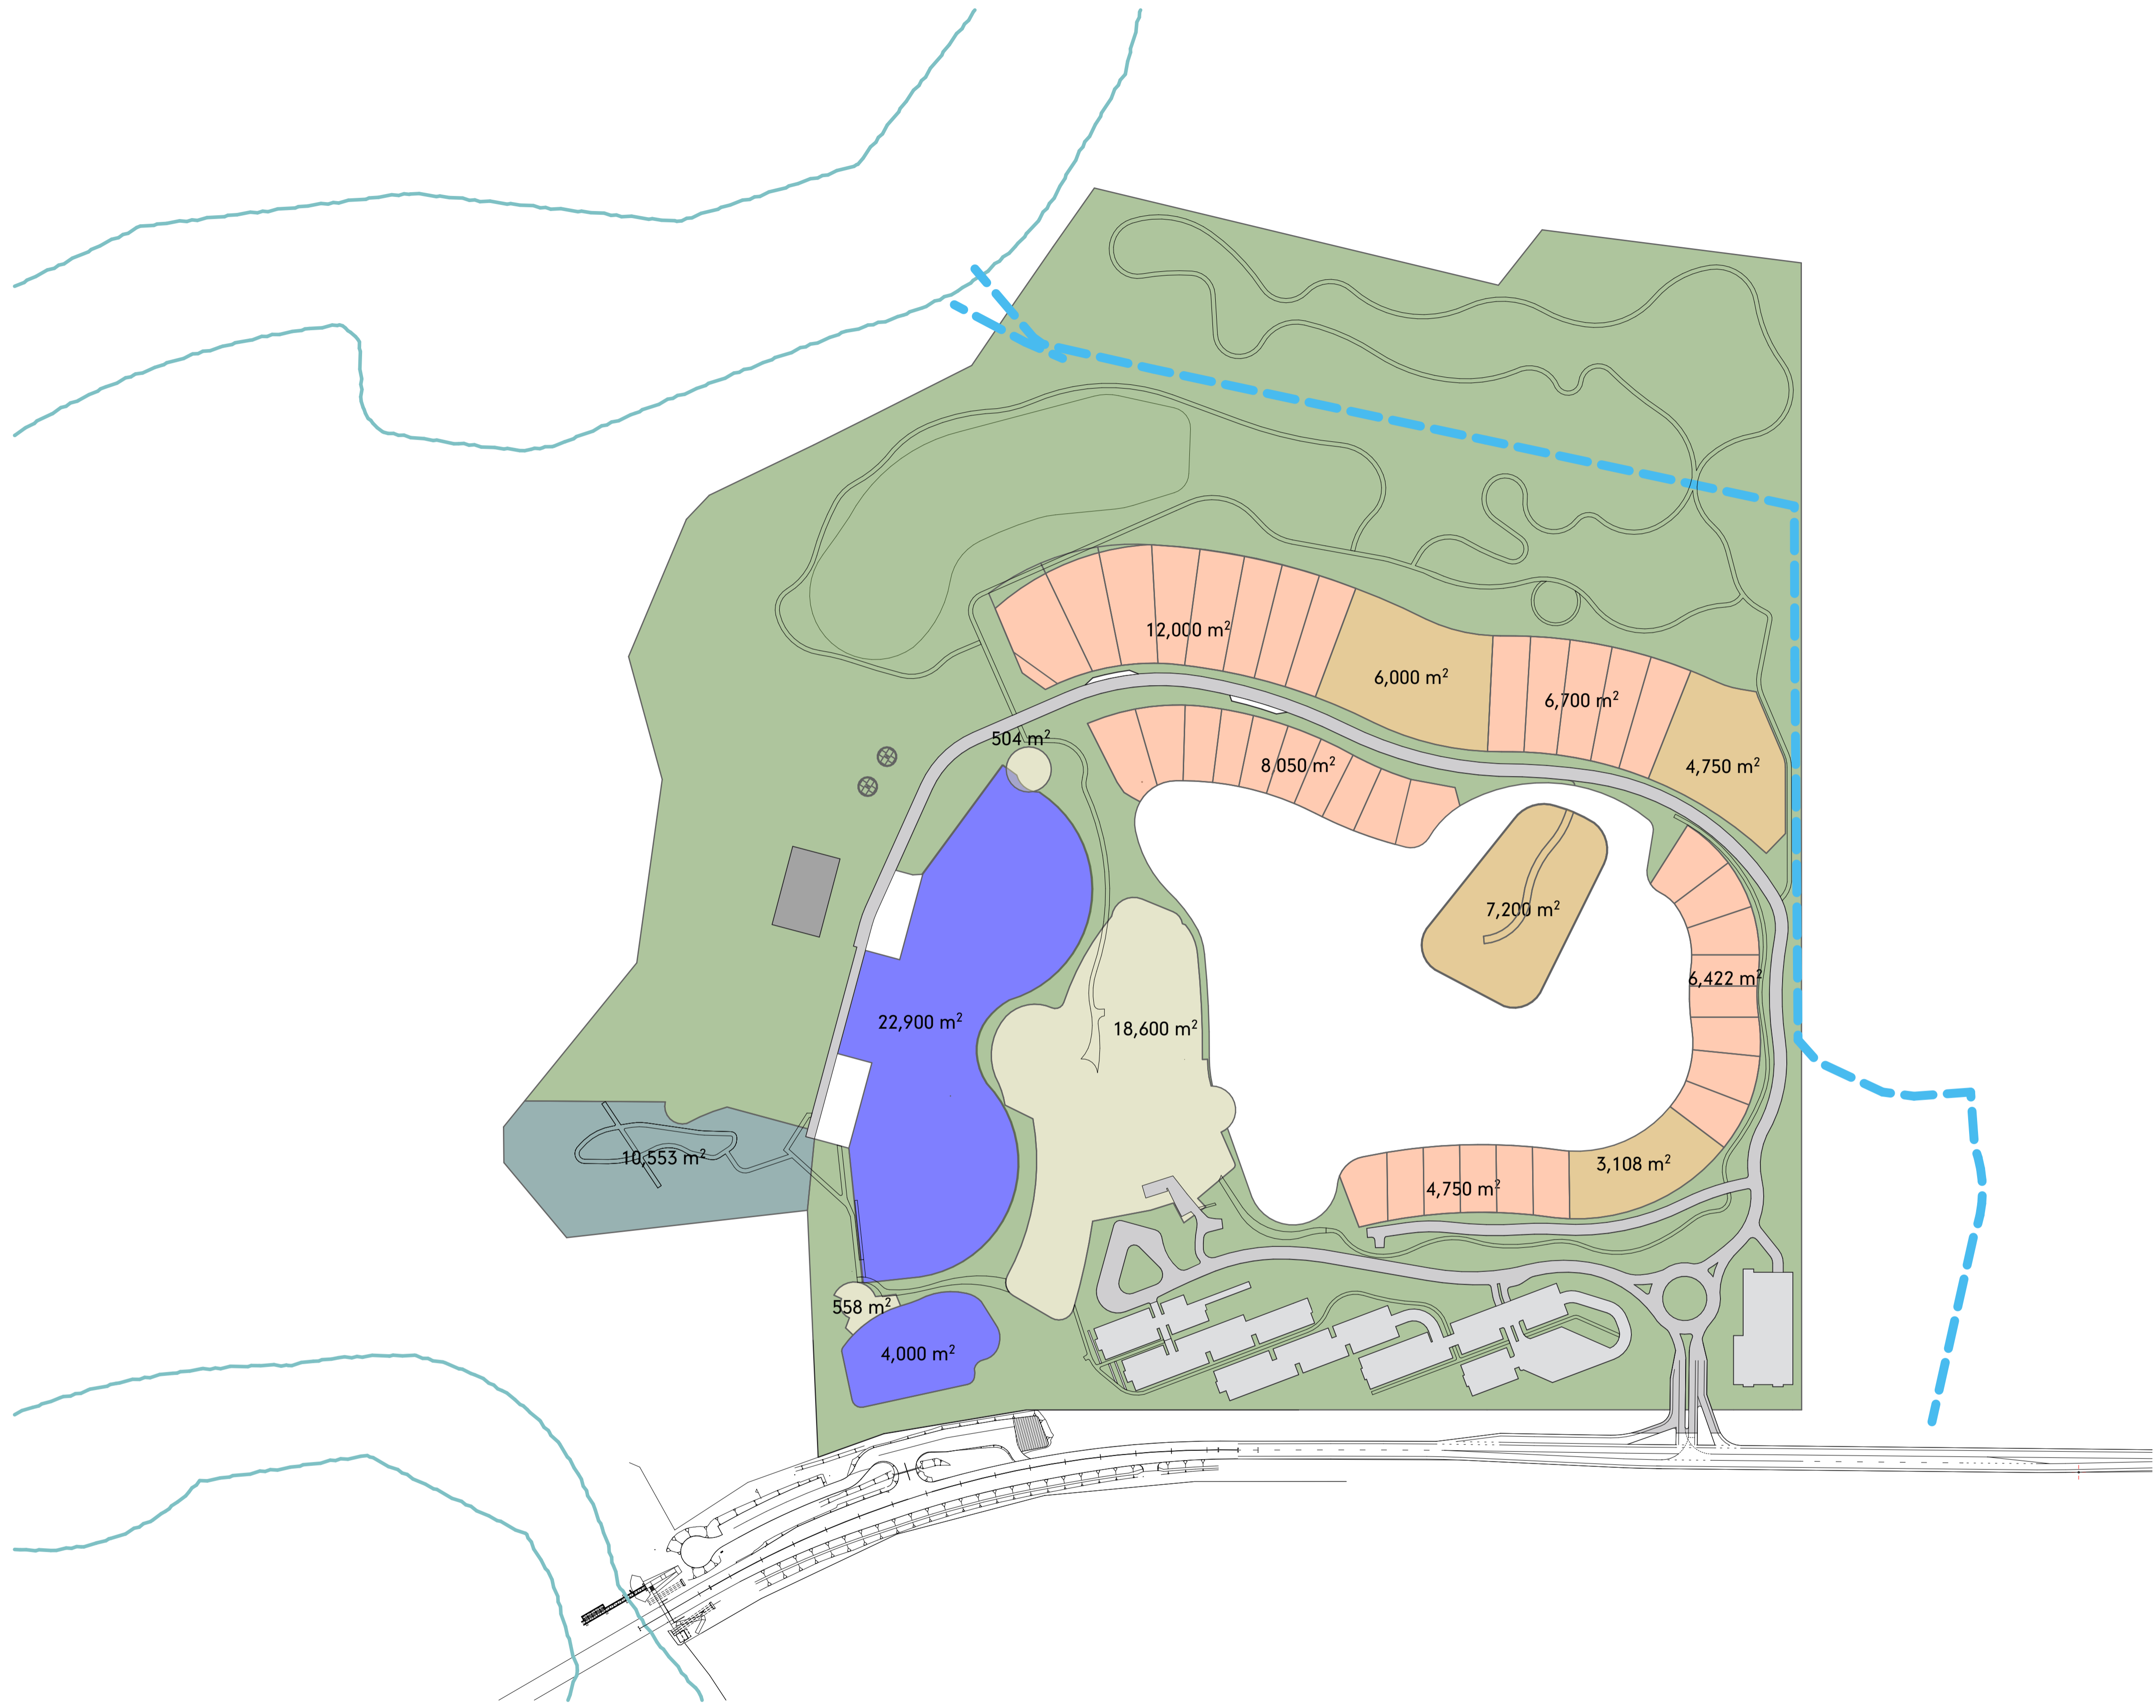 12,000 m²
6,000 m²
6,700 m²
504 m²
8,050 m²
4,750 m²
7,200 m²
6,422 m²
22,900 m²
18,600 m²
10,553 m²
3,108 m²
4,750 m²
558 m²
4,000 m²